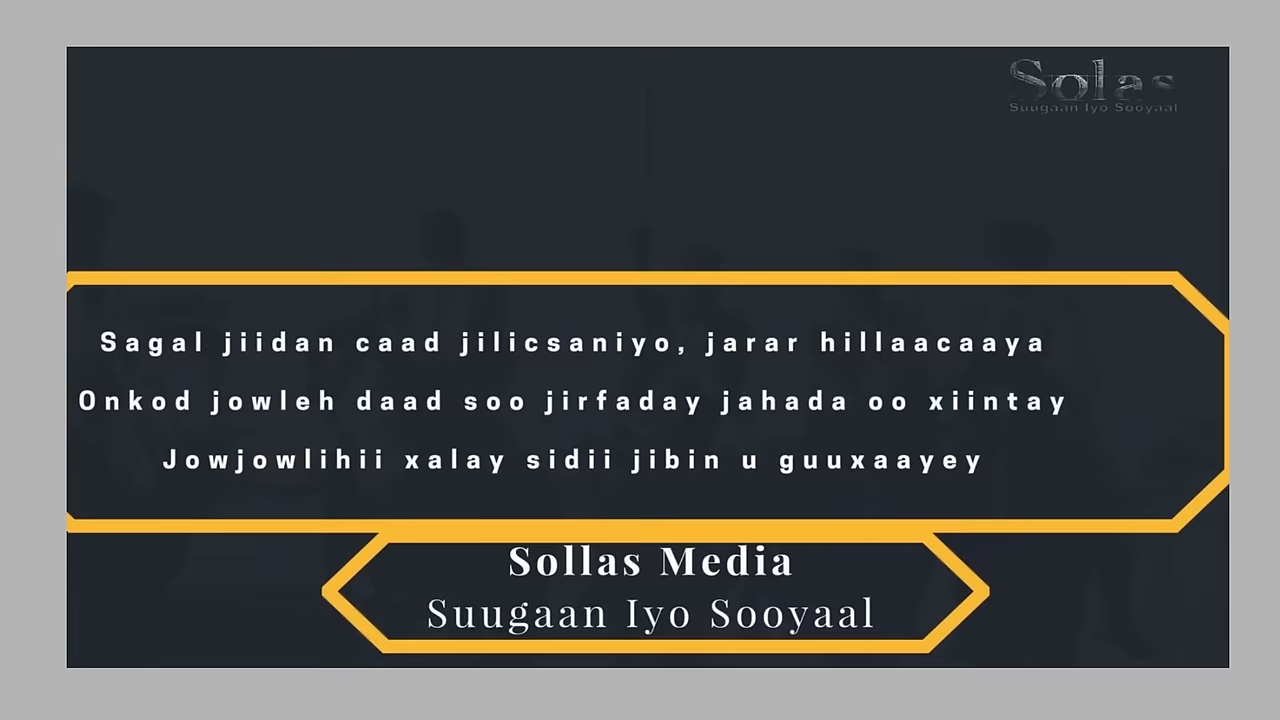 Solas
Suugaan Iyo Sooyaal
Sagal jiidan caad jilicsaniyo, jarar hillaacaaya
Onkod jowleh daad soo jirfaday jahada oo xiintay
Jowjowlihii xalay sidii jibin u guuxaayey
Sollas Media
Suugaan Iyo Sooyaal